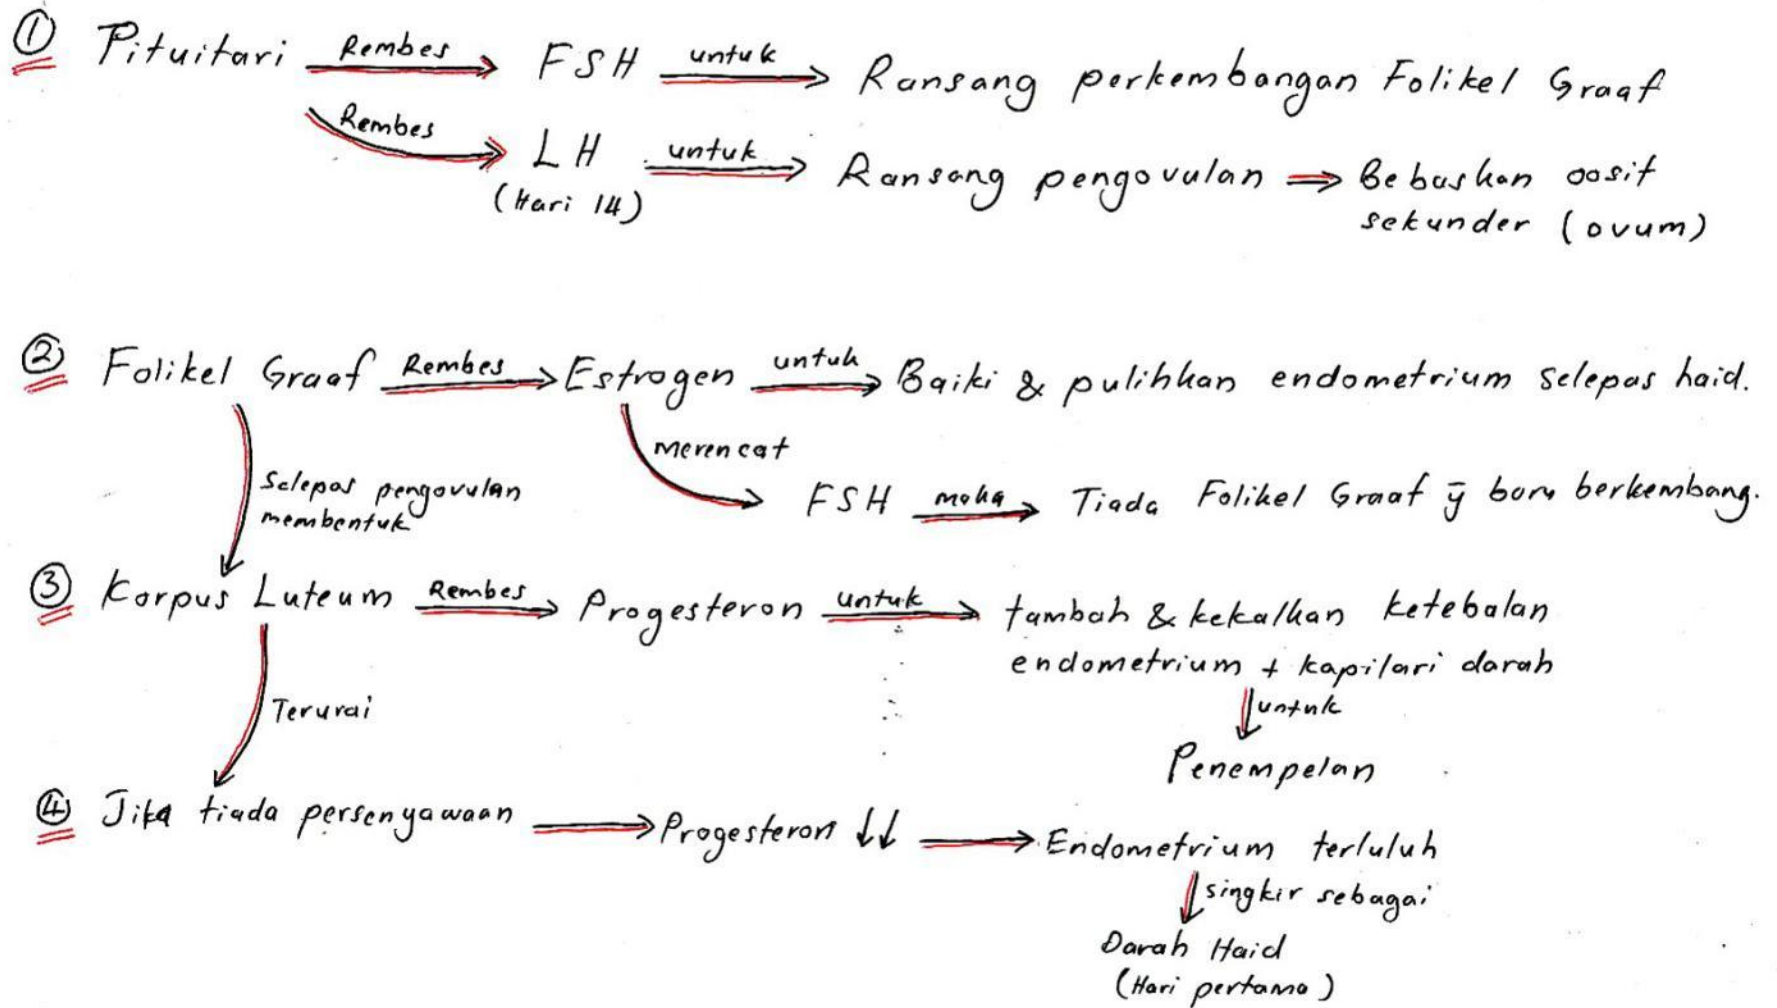 ① Pituitari Rembes FSH untuk Ransang perkembangan Folikel Graaf
Rembes LH untuk Ransang pengovulan ⇒ Bebaskan oosit
(Hari 14) sekunder (ovum)
② Folikel Graaf Rembes Estrogen untuk Baiki & pulihkan endometrium selepas haid.
merencat
Selepas pengovulan FSH maka Tiada Folikel Graaf ȳ baru berkembang.
membentuk
③ Korpus Luteum Rembes Progesteron untuk tambah & kekalkan ketebalan
endometrium + kapilari darah
Terurai untuk
Penempelan
④ Jika tiada persenyawaan → Progesteron ↓↓ → Endometrium terluluh
singkir sebagai
Darah Haid
(Hari pertama)